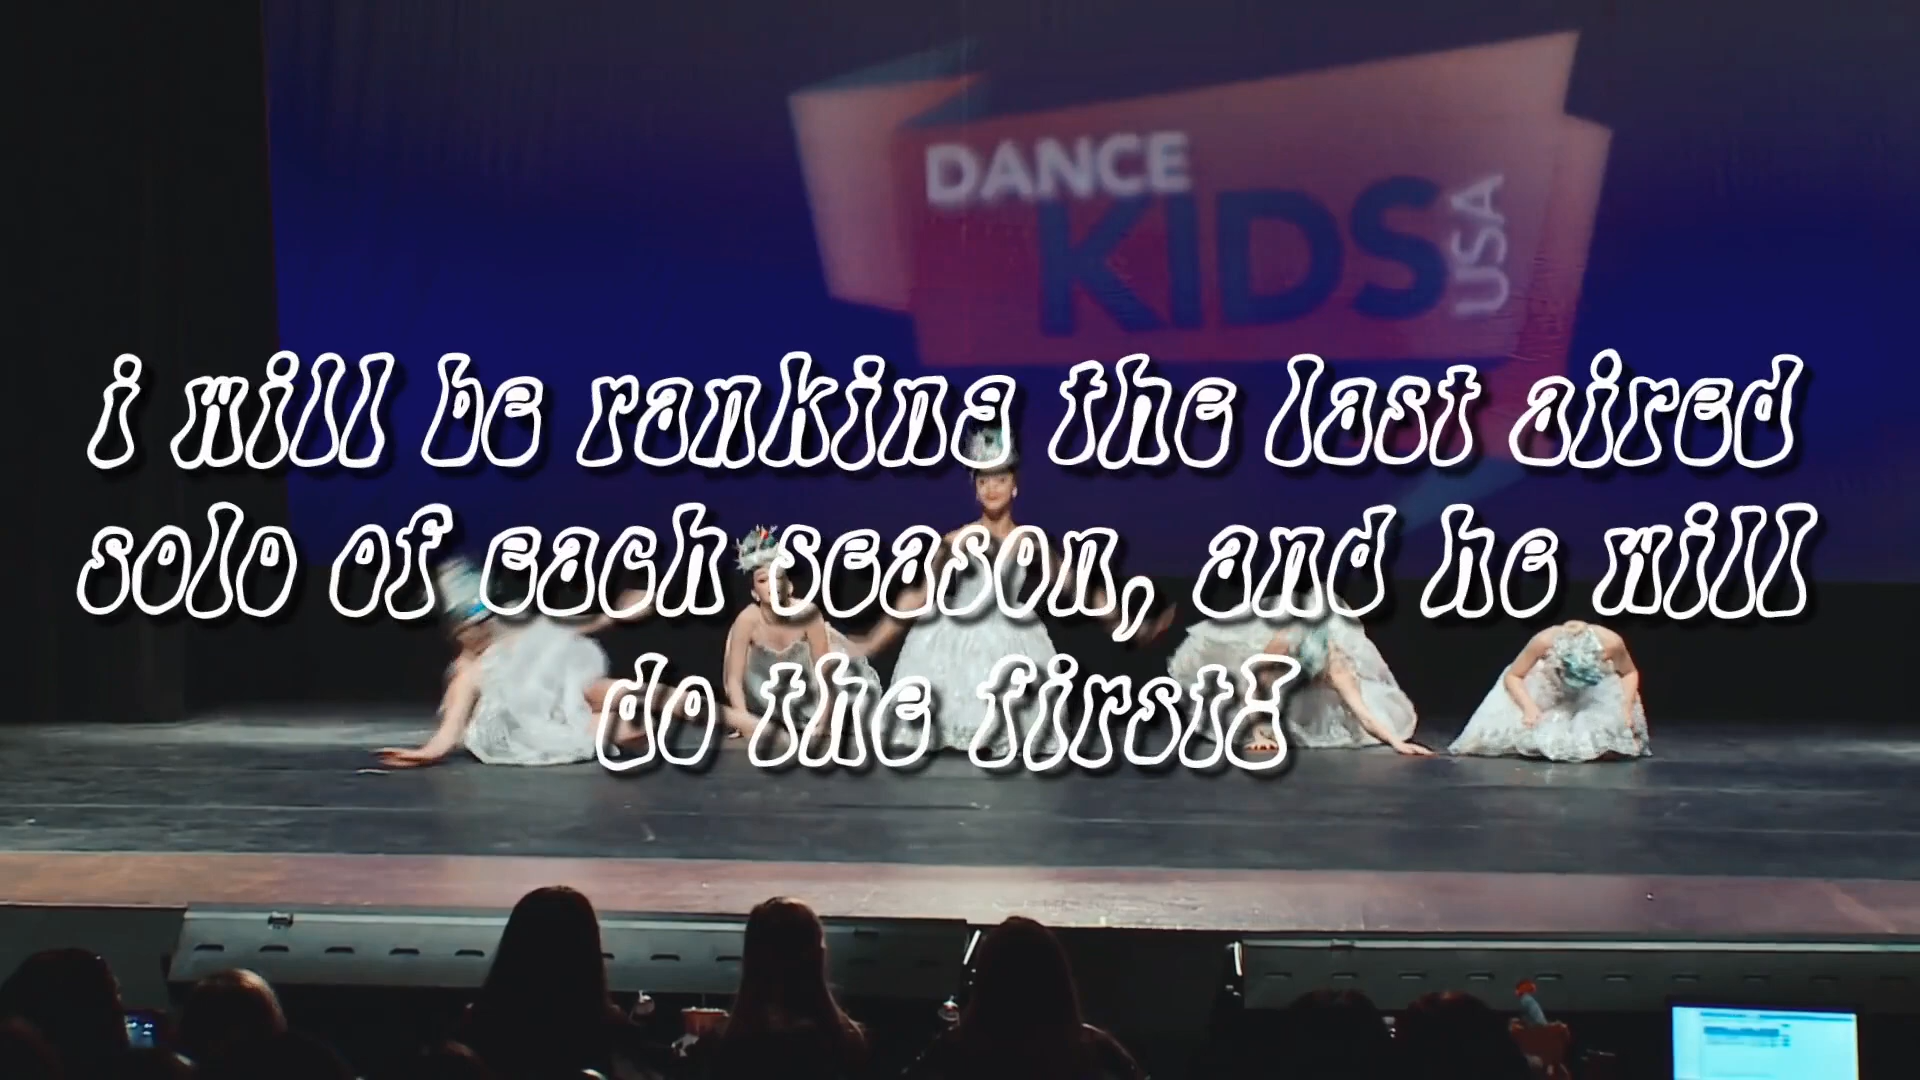 DANCE
KIDS
USA
i will be ranking the last aired
solo of each season, and he will
do the first!